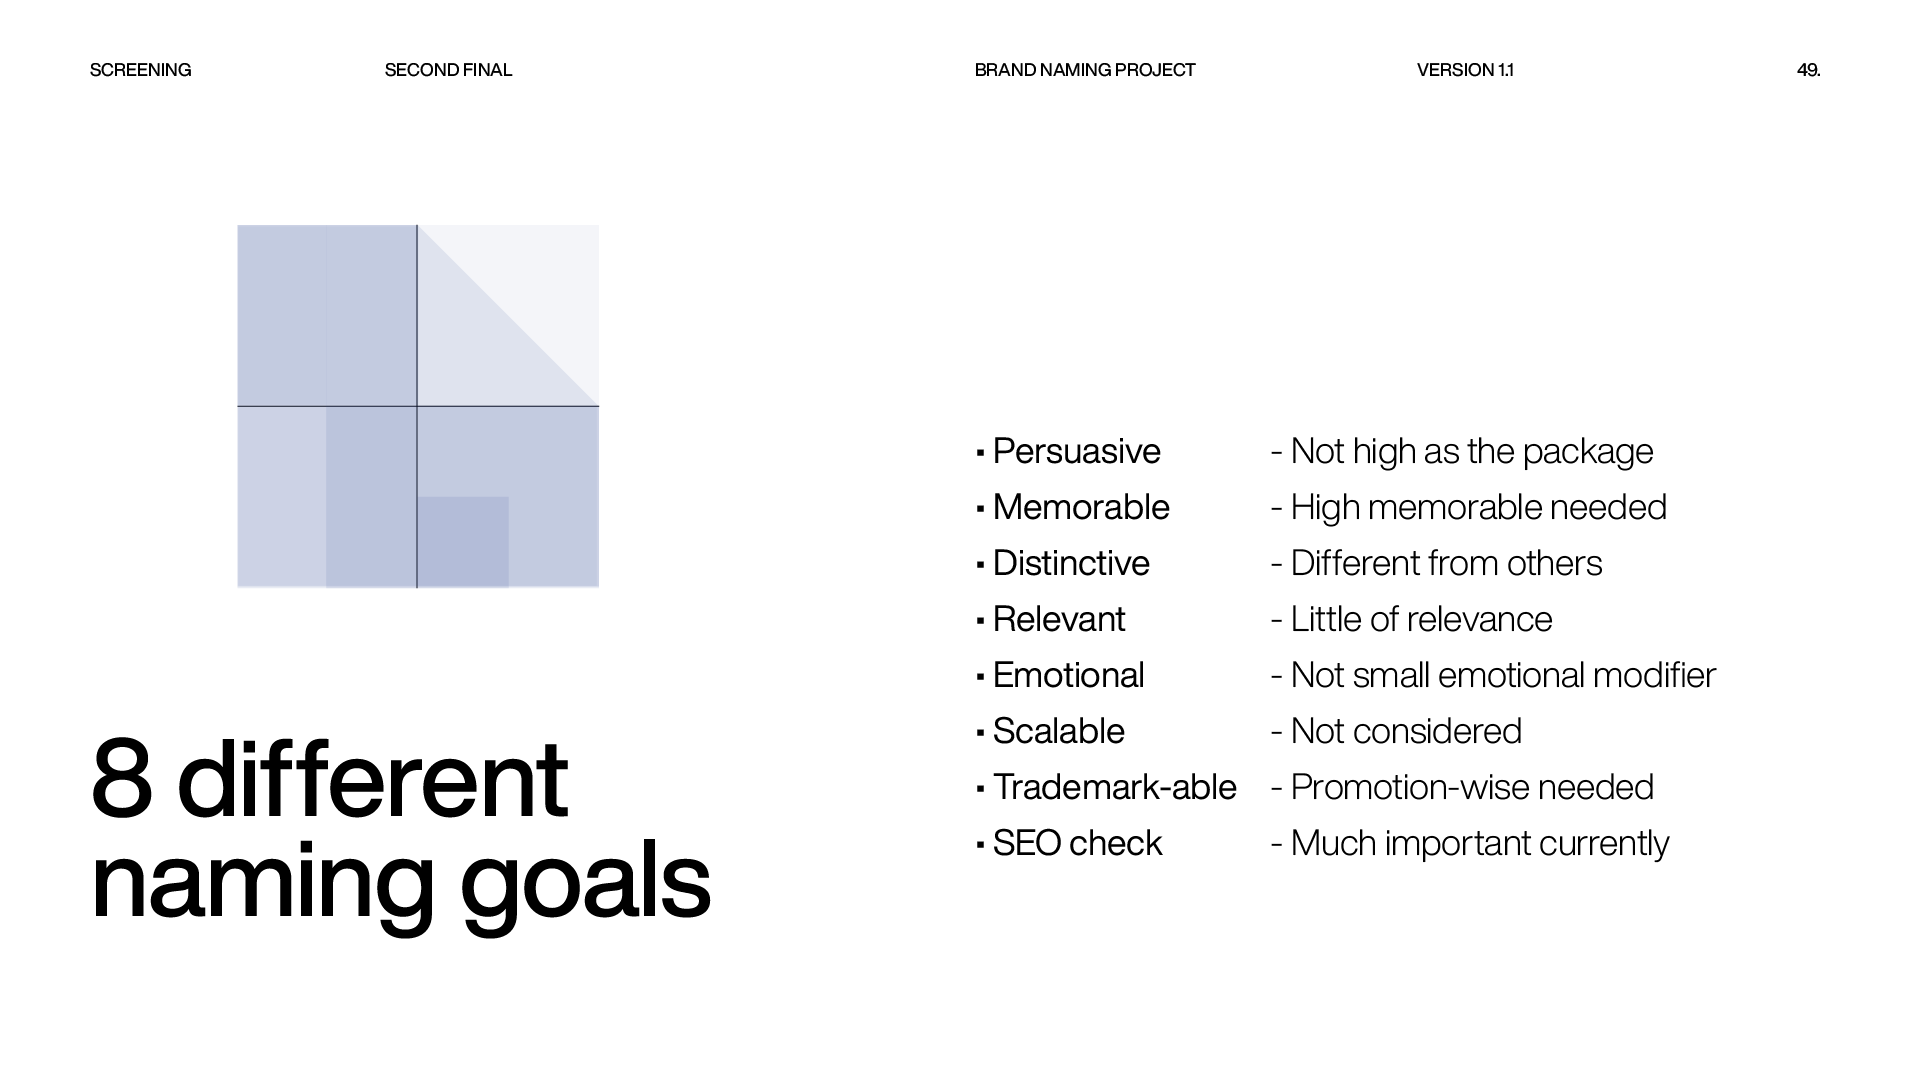 SCREENING SECOND FINAL BRAND NAMING PROJECT VERSION 1.1 49.
8 different
naming goals
▪ Persuasive - Not high as the package
▪ Memorable - High memorable needed
▪ Distinctive - Different from others
▪ Relevant - Little of relevance
▪ Emotional - Not small emotional modifier
▪ Scalable - Not considered
▪ Trademark-able - Promotion-wise needed
▪ SEO check - Much important currently